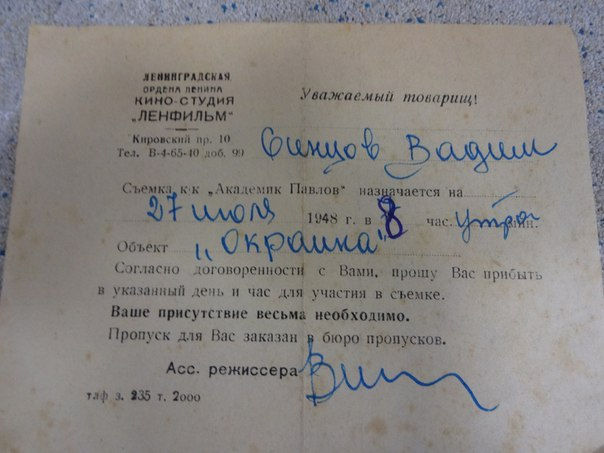 ЛЕНИНГРАДСКАЯ
ОРДЕНА ЛЕНИНА
КИНО-СТУДИЯ
„ЛЕНФИЛЬМ"
Кировский пр. 10
Тел. В-4-65-40 доб. 99
Уважаемый товарищ!
Синцов Вадим
Съемка к/к „Академик Павлов" назначается на
27 июля 1948 г. в 8 час. утра мин.
Объект „Окраина"
Согласно договоренности с Вами, прошу Вас прибыть
в указанный день и час для участия в съемке.
Ваше присутствие весьма необходимо.
Пропуск для Вас заказан в бюро пропусков.
Асс. режиссера
тлф з. 235 т. 2000